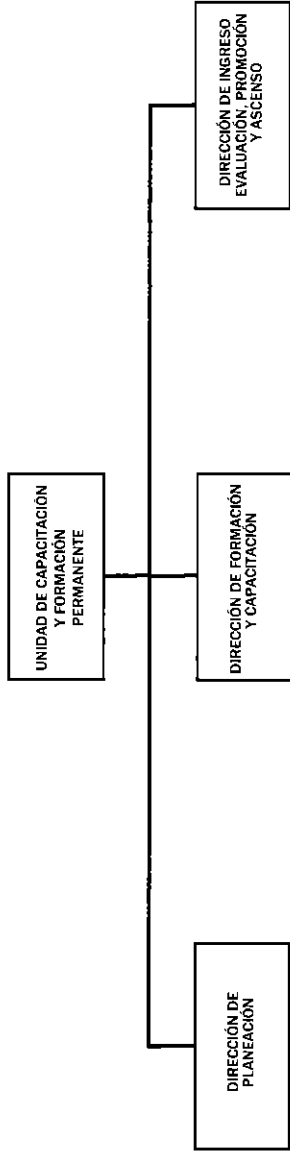 UNIDAD DE CAPACITACIÓN
Y FORMACIÓN
PERMANENTE
DIRECCIÓN DE
PLANEACIÓN
DIRECCIÓN DE FORMACIÓN
Y CAPACITACIÓN
DIRECCIÓN DE INGRESO
EVALUACIÓN, PROMOCIÓN
Y ASCENSO